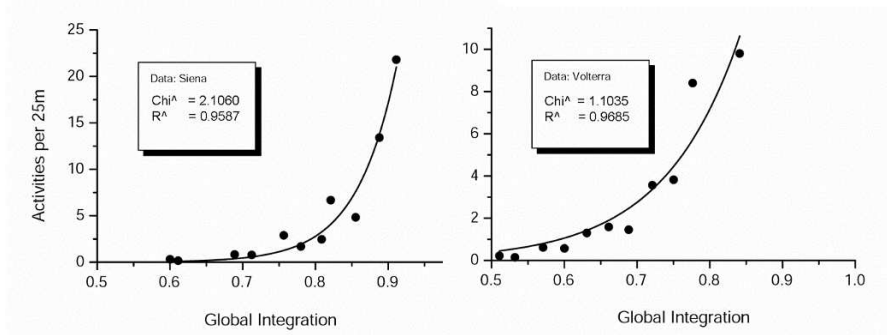 25
20
15
10
5
0
Activities per 25m
Data: Siena
Chi^ = 2.1060
R^ = 0.9587
0.5 0.6 0.7 0.8 0.9
Global Integration
10
8
6
4
2
0
Data: Volterra
Chi^ = 1.1035
R^ = 0.9685
0.5 0.6 0.7 0.8 0.9 1.0
Global Integration